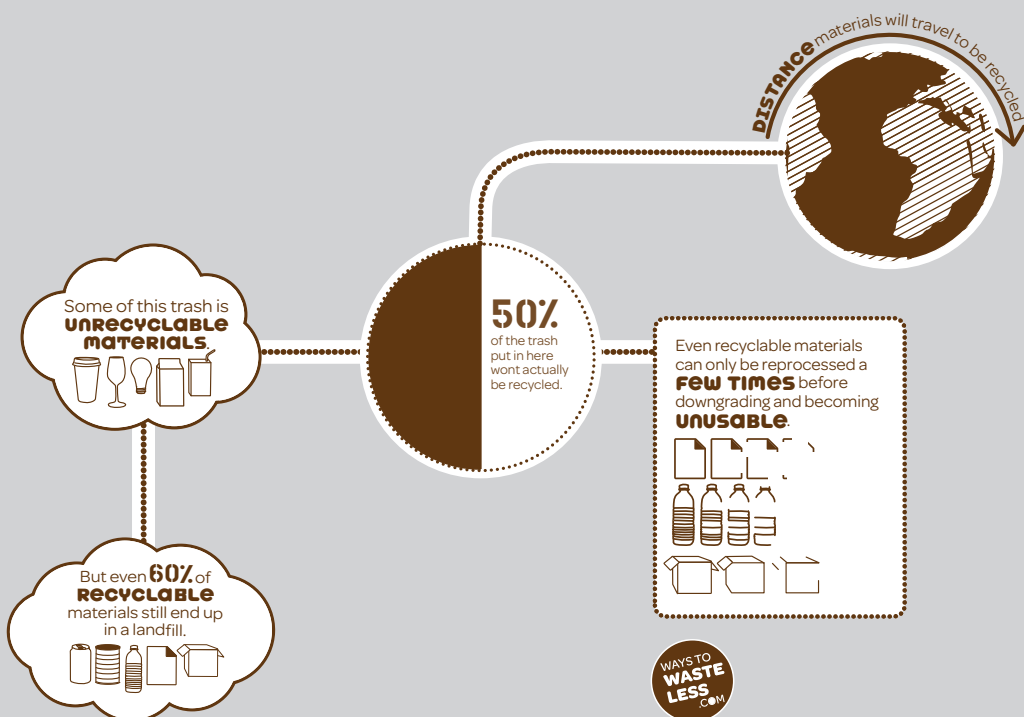 DISTANCE materials will travel to be recycled
Some of this trash is
UNRECYCLABLE
MATERIALS.
50%
of the trash
put in here
wont actually
be recycled.
Even recyclable materials
can only be reprocessed a
FEW TIMES before
downgrading and becoming
UNUSABLE.
But even 60% of
RECYCLABLE
materials still end up
in a landfill.
WAYS TO
WASTE
LESS
.COM